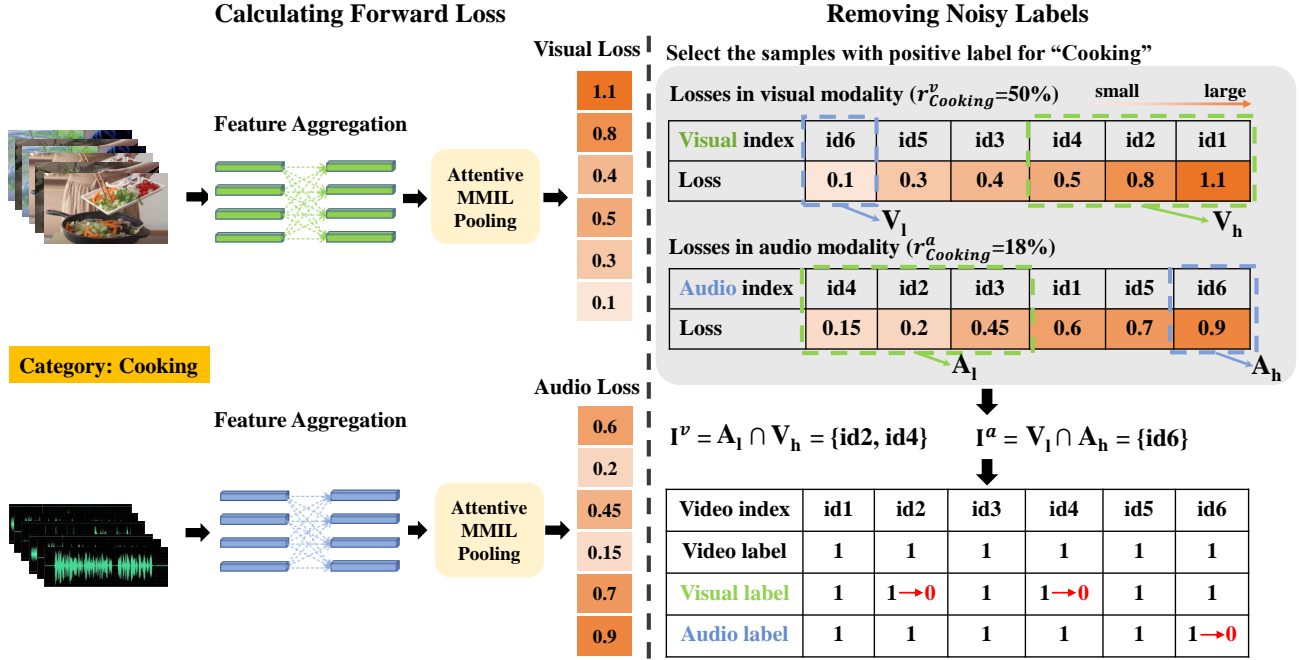 Calculating Forward Loss
Visual Loss
1.1
0.8
0.4
0.5
0.3
0.1
Feature Aggregation
Attentive
MMIL
Pooling
Category: Cooking
Audio Loss
0.6
0.2
0.45
0.15
0.7
0.9
Feature Aggregation
Attentive
MMIL
Pooling
Removing Noisy Labels
Select the samples with positive label for “Cooking”
Losses in visual modality (r^v_Cooking=50%)
small large
Visual index id6 id5 id3 id4 id2 id1
Loss 0.1 0.3 0.4 0.5 0.8 1.1
V_l V_h
Losses in audio modality (r^a_Cooking=18%)
Audio index id4 id2 id3 id1 id5 id6
Loss 0.15 0.2 0.45 0.6 0.7 0.9
A_l A_h
I^v = A_l ∩ V_h = {id2, id4} I^a = V_l ∩ A_h = {id6}
Video index id1 id2 id3 id4 id5 id6
Video label 1 1 1 1 1 1
Visual label 1 1→0 1 1→0 1 1
Audio label 1 1 1 1 1 1→0